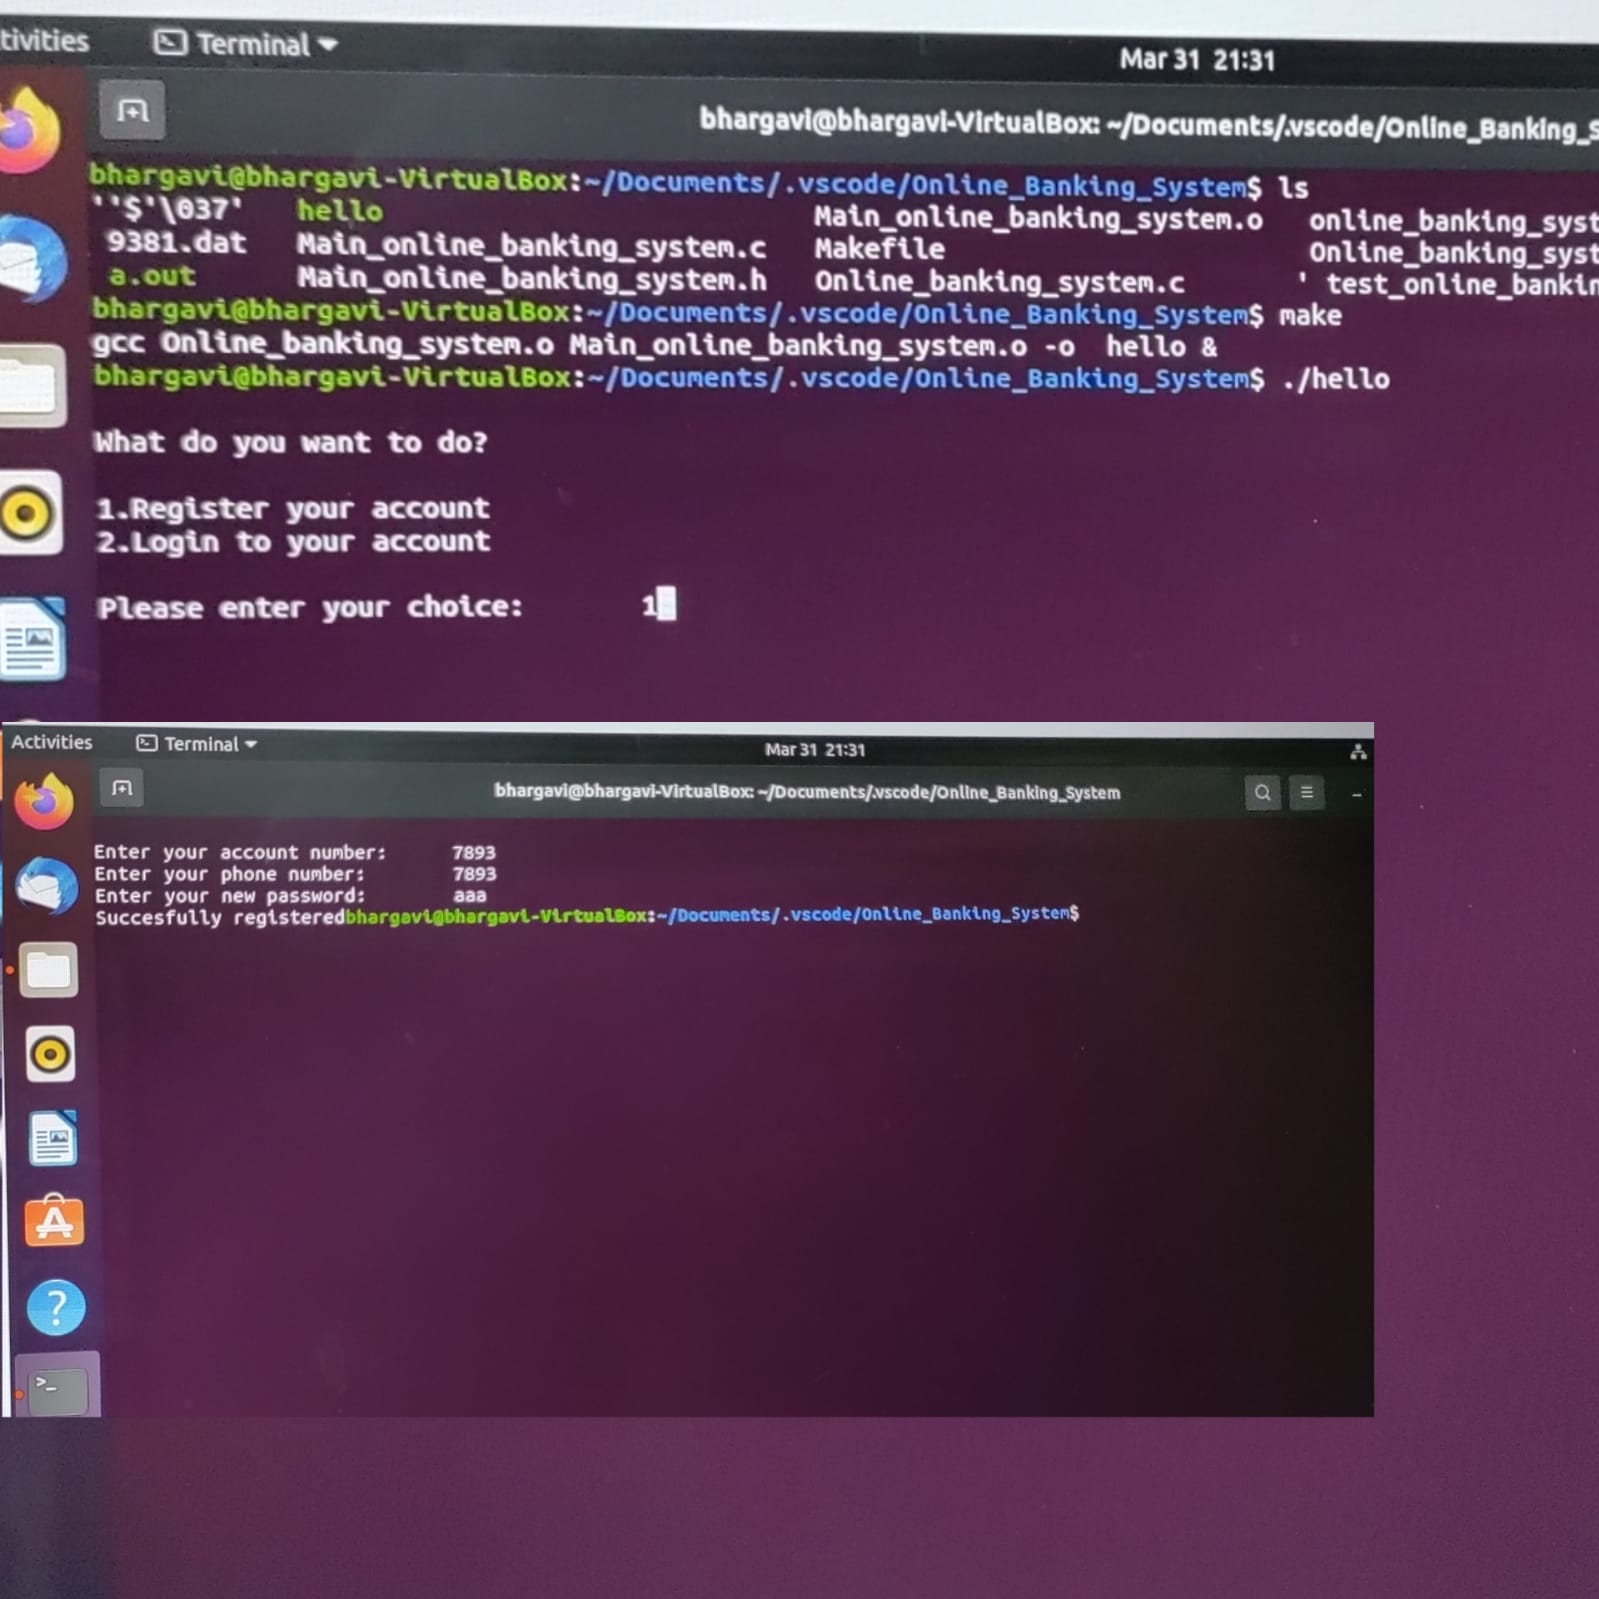 tivities Terminal Mar 31 21:31
bhargavi@bhargavi-VirtualBox: ~/Documents/.vscode/Online_Banking_S
bhargavi@bhargavi-VirtualBox:~/Documents/.vscode/Online_Banking_System$ ls
''$'\037' hello Main_online_banking_system.o online_banking_syst
9381.dat Main_online_banking_system.c Makefile Online_banking_syst
a.out Main_online_banking_system.h Online_banking_system.c ' test_online_bankin
bhargavi@bhargavi-VirtualBox:~/Documents/.vscode/Online_Banking_System$ make
gcc Online_banking_system.o Main_online_banking_system.o -o hello &
bhargavi@bhargavi-VirtualBox:~/Documents/.vscode/Online_Banking_System$ ./hello
What do you want to do?
1.Register your account
2.Login to your account
Please enter your choice: 1
Activities Terminal Mar 31 21:31
bhargavi@bhargavi-VirtualBox: ~/Documents/.vscode/Online_Banking_System
Enter your account number: 7893
Enter your phone number: 7893
Enter your new password: aaa
Succesfully registeredbhargavi@bhargavi-VirtualBox:~/Documents/.vscode/Online_Banking_System$